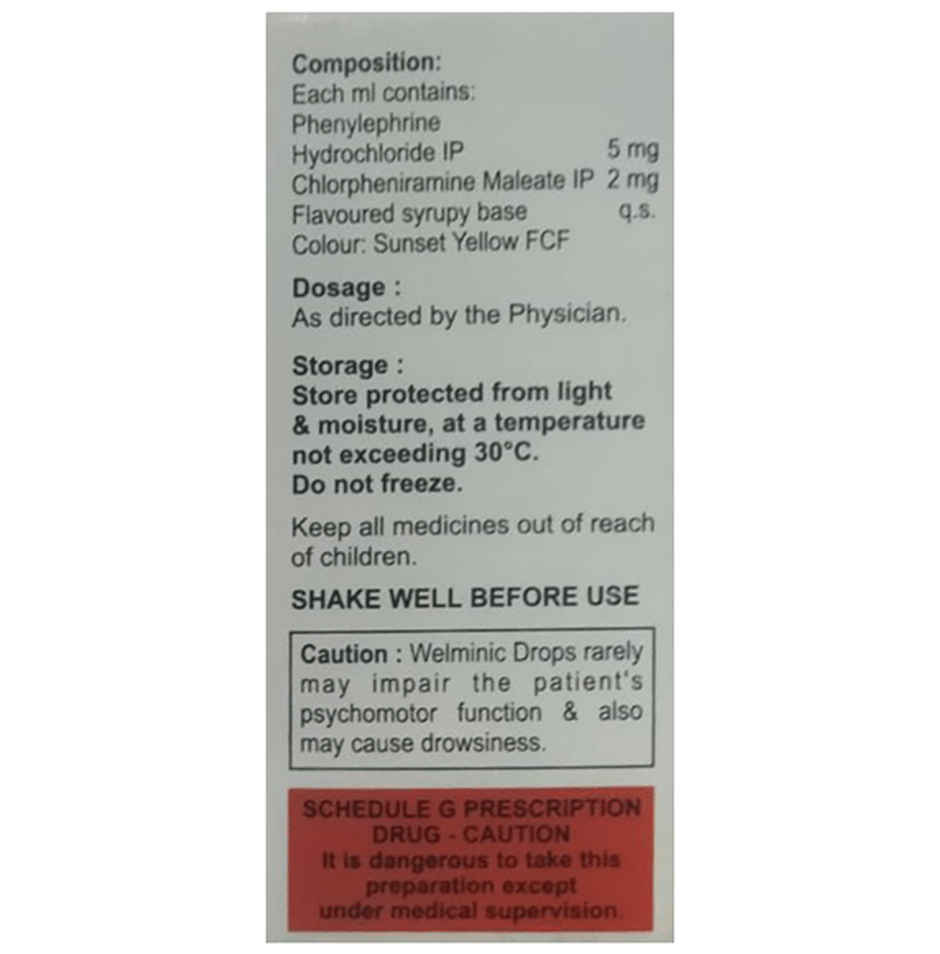 Composition:
Each ml contains:
Phenylephrine
Hydrochloride IP 5 mg
Chlorpheniramine Maleate IP 2 mg
Flavoured syrupy base q.s.
Colour: Sunset Yellow FCF
Dosage :
As directed by the Physician.
Storage :
Store protected from light
& moisture, at a temperature
not exceeding 30°C.
Do not freeze.
Keep all medicines out of reach
of children.
SHAKE WELL BEFORE USE
Caution : Welminic Drops rarely
may impair the patient's
psychomotor function & also
may cause drowsiness.
SCHEDULE G PRESCRIPTION
DRUG - CAUTION
It is dangerous to take this
preparation except
under medical supervision.